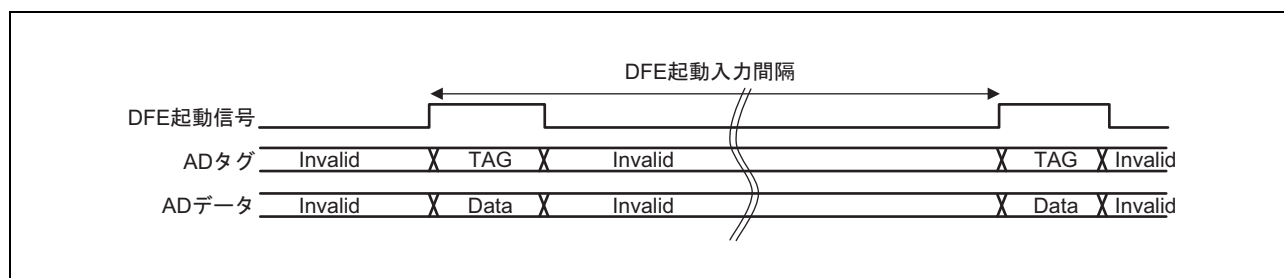 DFE起動入力間隔
DFE起動信号
ADタグ Invalid TAG Invalid TAG Invalid
ADデータ Invalid Data Invalid Data Invalid